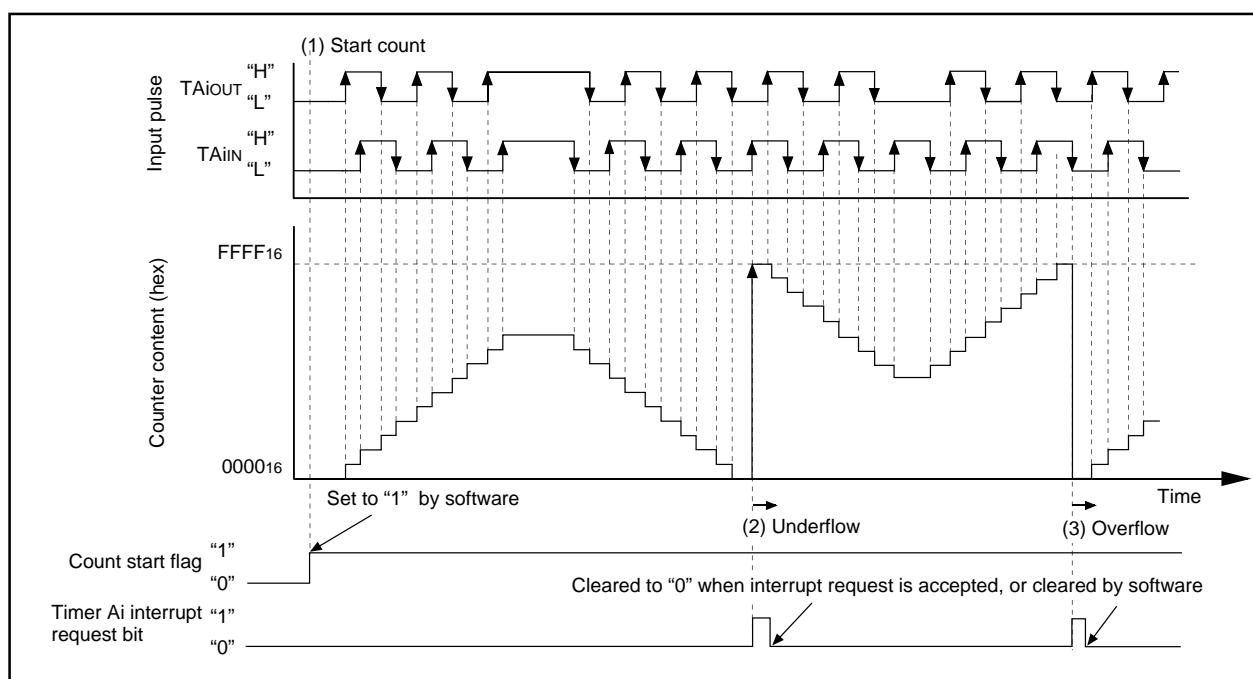 (1) Start count
Input pulse
TAiOUT
“H”
“L”
TAiIN
“H”
“L”
Counter content (hex)
FFFF16
000016
Time
Set to “1” by software
(2) Underflow
(3) Overflow
Count start flag
“1”
“0”
Cleared to “0” when interrupt request is accepted, or cleared by software
Timer Ai interrupt
request bit
“1”
“0”